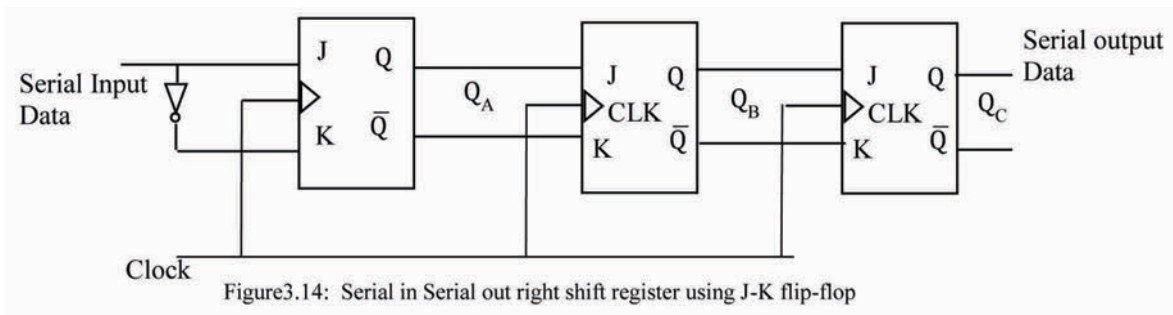 Serial Input
Data
J Q
K Q̅
Q_A
J Q
CLK
K Q̅
Q_B
J Q
CLK
K Q̅
Q_C
Serial output
Data
Clock
Figure3.14: Serial in Serial out right shift register using J-K flip-flop